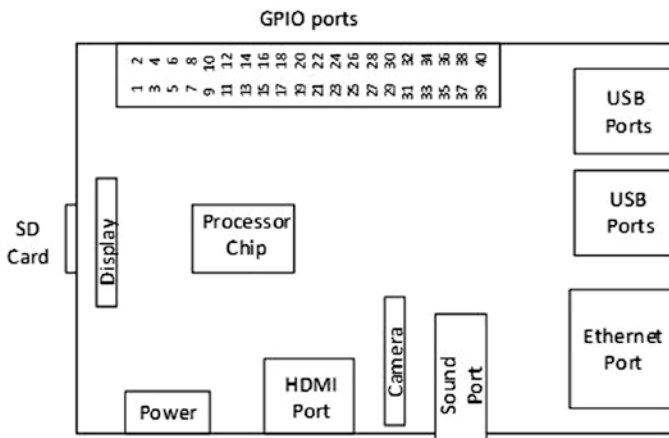 GPIO ports
2 4 6 8 10 12 14 16 18 20 22 24 26 28 30 32 34 36 38 40
1 3 5 7 9 11 13 15 17 19 21 23 25 27 29 31 33 35 37 39
USB
Ports
USB
Ports
SD
Card
Display
Processor
Chip
Ethernet
Port
Camera
Sound
Port
HDMI
Port
Power